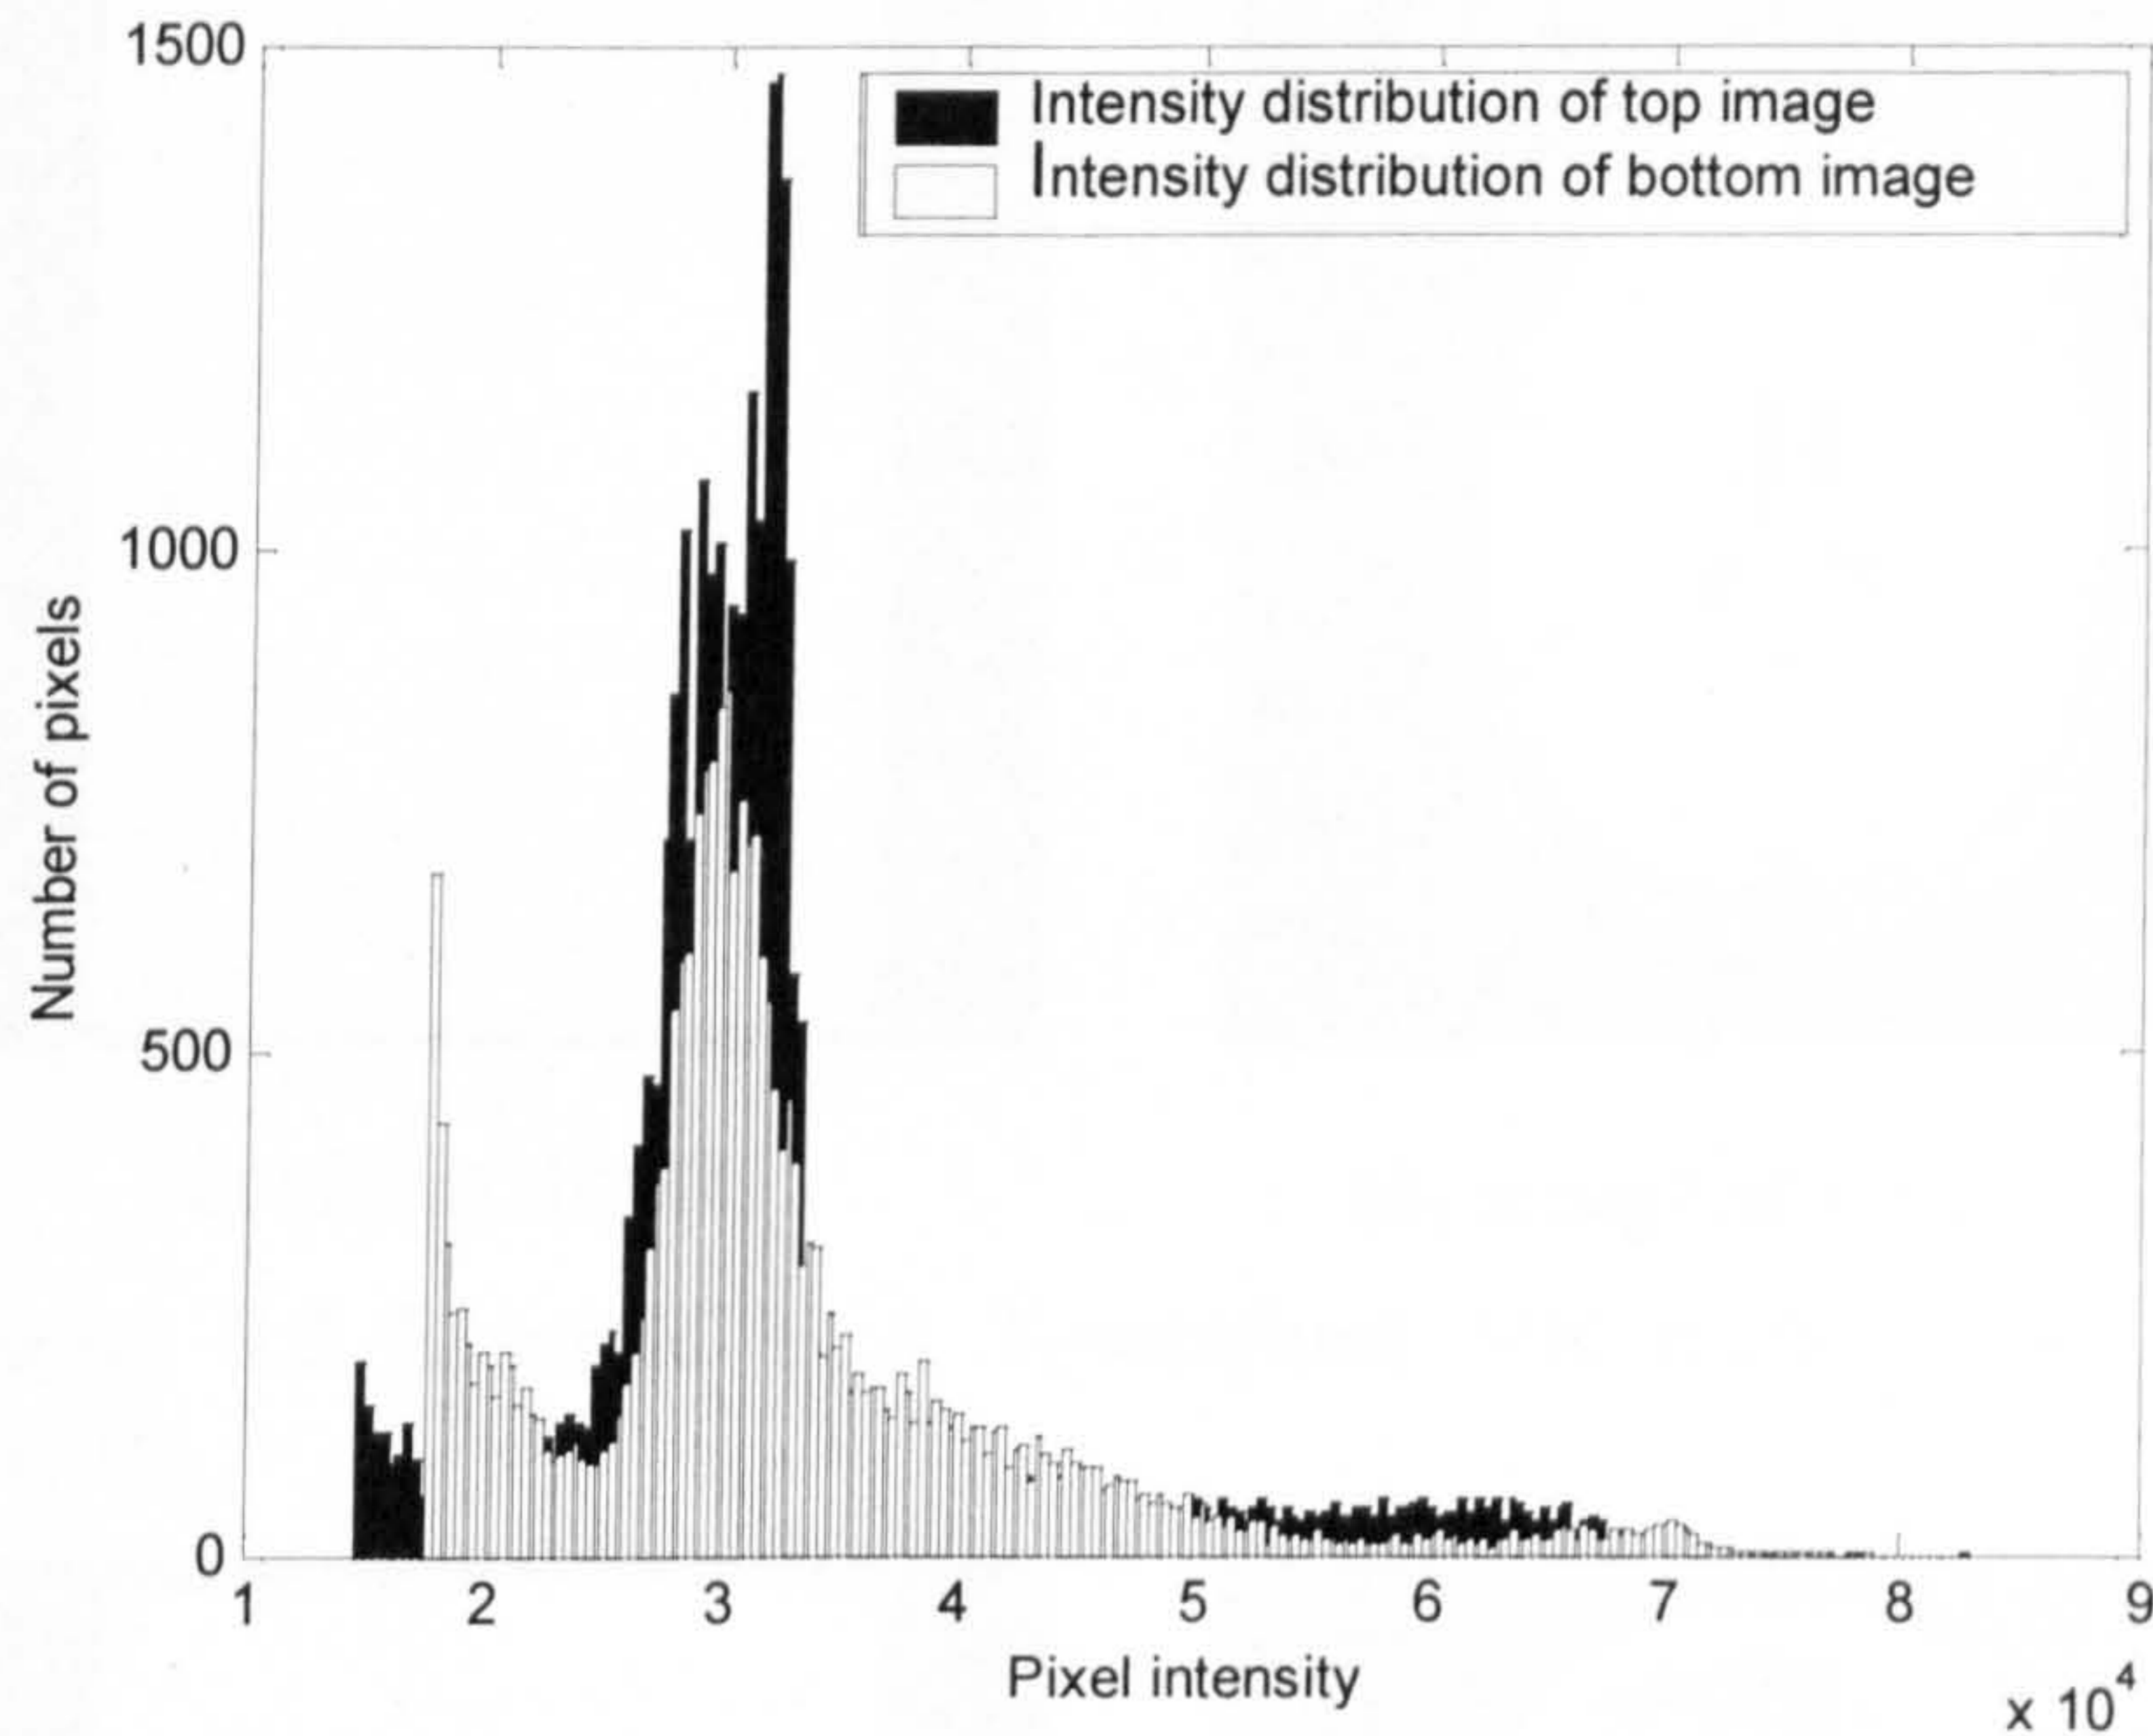 1500
Intensity distribution of top image
Intensity distribution of bottom image
1000
Number of pixels
500
0
1 2 3 4 5 6 7 8 9
Pixel intensity
x 10⁴